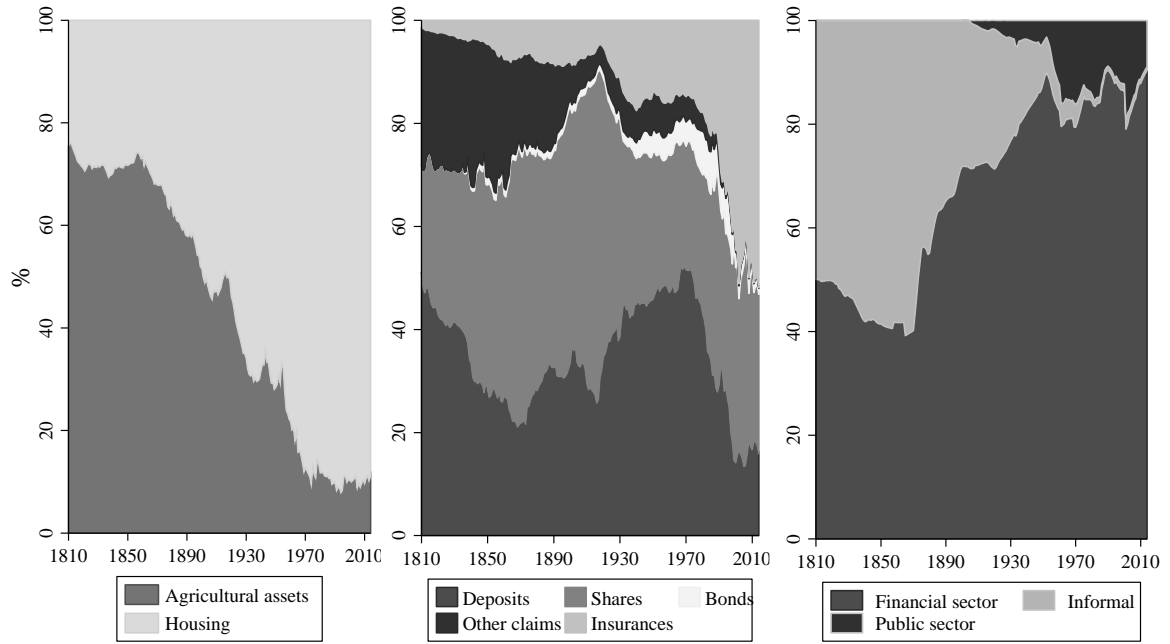 %
100
80
60
40
20
0
1810 1850 1890 1930 1970 2010
Agricultural assets
Housing
100
80
60
40
20
0
1810 1850 1890 1930 1970 2010
Deposits Shares Bonds
Other claims Insurances
100
80
60
40
20
0
1810 1850 1890 1930 1970 2010
Financial sector Informal
Public sector